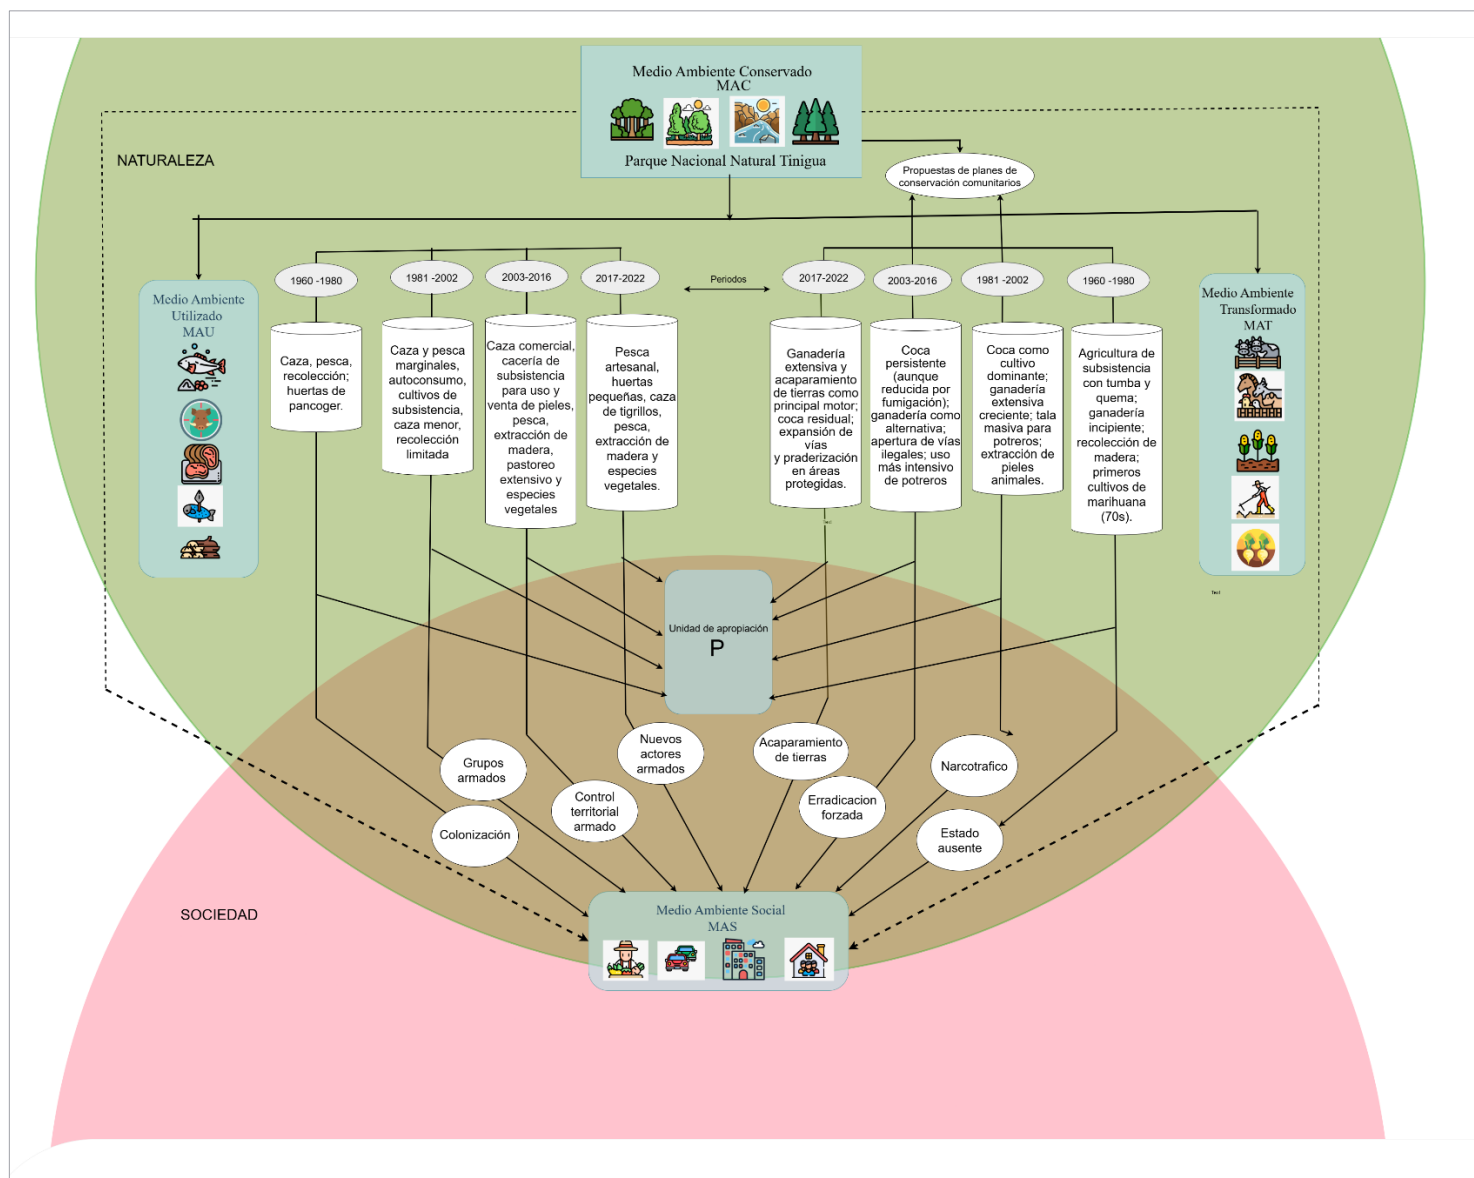 Medio Ambiente Conservado
MAC
Parque Nacional Natural Tinigua
NATURALEZA
Propuestas de planes de
conservación comunitarios
Medio Ambiente
Utilizado
MAU
1960 -1980
1981 -2002
2003-2016
2017-2022
Periodos
2017-2022
2003-2016
1981 -2002
1960 -1980
Medio Ambiente
Transformado
MAT
Caza, pesca,
recolección;
huertas de
pancoger.
Caza y pesca
marginales,
autoconsumo,
cultivos de
subsistencia,
caza menor,
recolección
limitada
Caza comercial,
cacería de
subsistencia
para uso y
venta de pieles,
pesca,
extracción de
madera,
pastoreo
extensivo y
especies
vegetales
Pesca
artesanal,
huertas
pequeñas, caza
de tigrillos,
pesca,
extracción de
madera y
especies
vegetales.
Ganadería
extensiva y
acaparamiento
de tierras como
principal motor;
coca residual;
expansión de
vías
y praderización
en áreas
protegidas.
Coca
persistente
(aunque
reducida por
fumigación);
ganadería como
alternativa;
apertura de vías
ilegales; uso
más intensivo
de potreros
Coca como
cultivo
dominante;
ganadería
extensiva
creciente; tala
masiva para
potreros;
extracción de
pieles
animales.
Agricultura de
subsistencia
con tumba y
quema;
ganadería
incipiente;
recolección de
madera;
primeros
cultivos de
marihuana
(70s).
Text
Text
Unidad de apropiación
P
Grupos
armados
Colonización
Control
territorial
armado
Nuevos
actores
armados
Acaparamiento
de tierras
Erradicacion
forzada
Narcotrafico
Estado
ausente
SOCIEDAD
Medio Ambiente Social
MAS